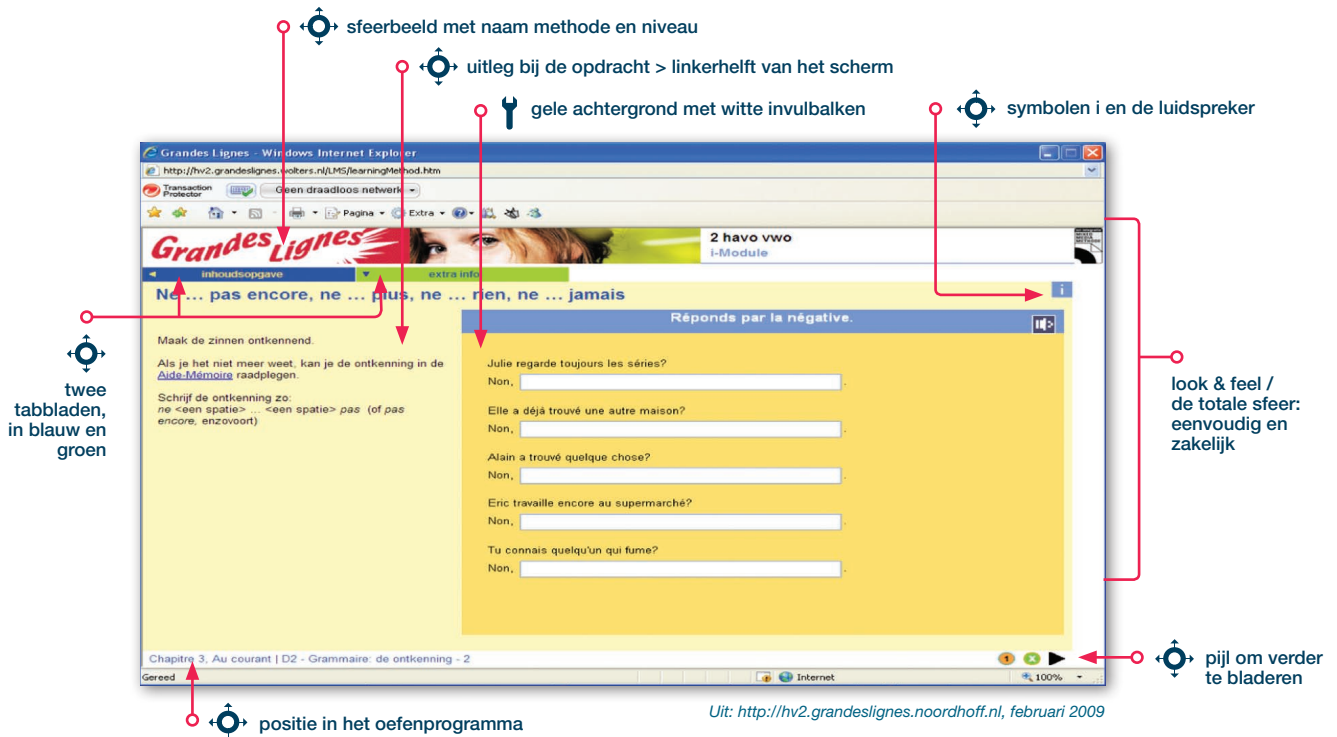 sfeerbeeld met naam methode en niveau
uitleg bij de opdracht > linkerhelft van het scherm
gele achtergrond met witte invulbalken
symbolen i en de luidspreker
Grandes Lignes - Windows Internet Explorer
http://hv2.grandeslignes.wolters.nl/LMS/learningMethod.htm
Transaction
Protector
Geen draadloos netwerk
Pagina
Extra
Grandes Lignes
2 havo vwo
i-Module
inhoudsopgave
extra info
Ne ... pas encore, ne ... plus, ne ... rien, ne ... jamais
i
Réponds par la négative.
Maak de zinnen ontkennend.
Als je het niet meer weet, kan je de ontkenning in de
Aide-Mémoire raadplegen.
Schrijf de ontkenning zo:
ne <een spatie> ... <een spatie> pas (of pas
encore, enzovoort)
Julie regarde toujours les séries?
Non, .
Elle a déjà trouvé une autre maison?
Non, .
Alain a trouvé quelque chose?
Non, .
Eric travaille encore au supermarché?
Non, .
Tu connais quelqu'un qui fume?
Non, .
twee
tabbladen,
in blauw en
groen
look & feel /
de totale sfeer:
eenvoudig en
zakelijk
Chapitre 3, Au courant | D2 - Grammaire: de ontkenning - 2
1
Gereed
Internet
100%
pijl om verder
te bladeren
positie in het oefenprogramma
Uit: http://hv2.grandeslignes.noordhoff.nl, februari 2009